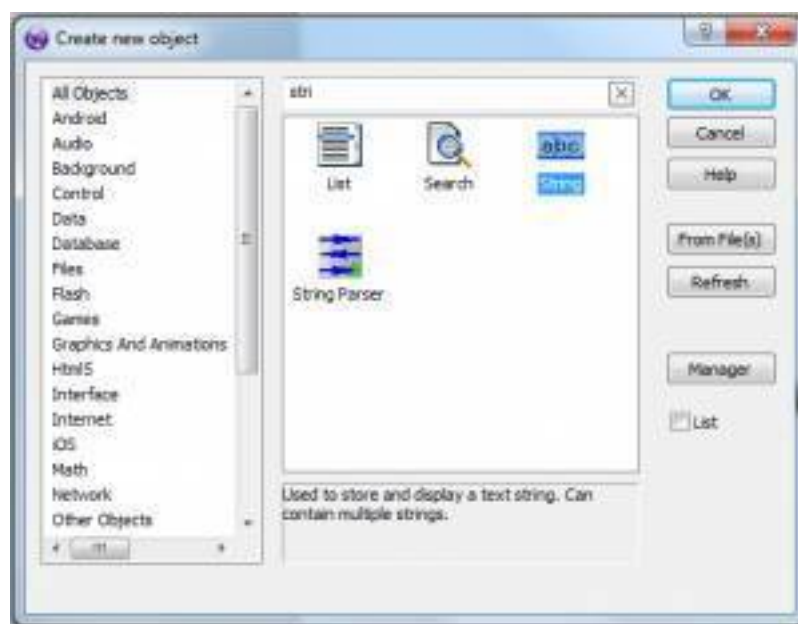 Create new object
All Objects
Android
Audio
Background
Control
Data
Database
Files
Flash
Games
Graphics And Animations
Html5
Interface
Internet
iOS
Math
Network
Other Objects
stri
List
Search
abc
String
String Parser
Used to store and display a text string. Can
contain multiple strings.
OK
Cancel
Help
From File(s)
Refresh
Manager
List